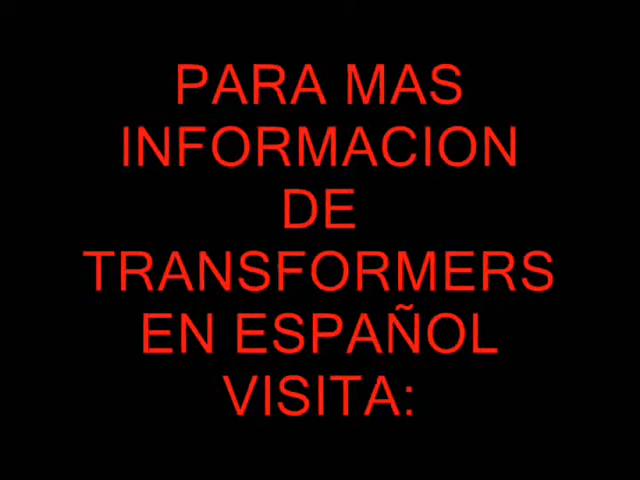 PARA MAS
INFORMACION
DE
TRANSFORMERS
EN ESPAÑOL
VISITA: